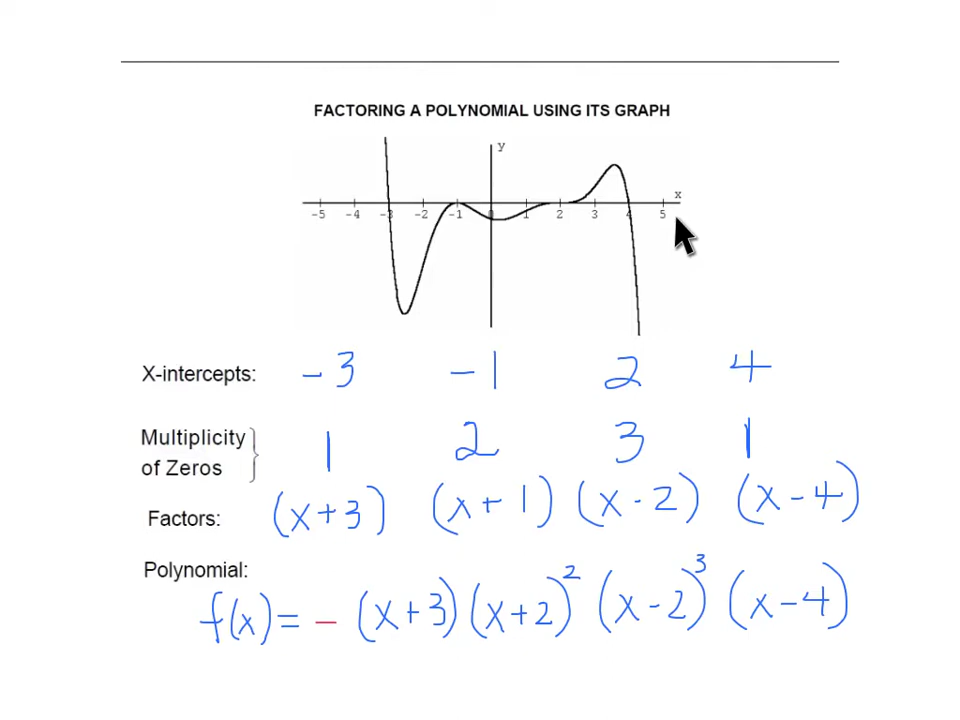 FACTORING A POLYNOMIAL USING ITS GRAPH
y
x
-5 -4 -3 -2 -1 0 1 2 3 4 5
X-intercepts: -3 -1 2 4
Multiplicity
of Zeros } 1 2 3 1
Factors: (x+3) (x+1) (x-2) (x-4)
Polynomial:
f(x) = - (x+3)(x+2)² (x-2)³ (x-4)